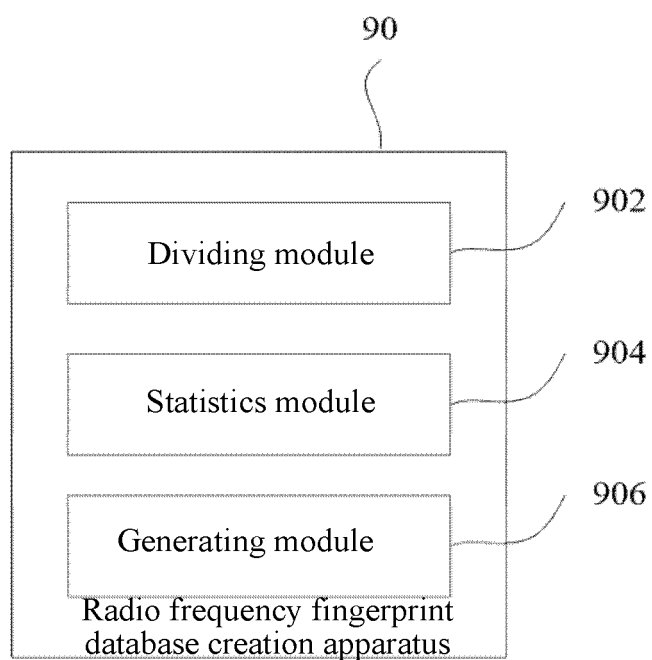 90
Dividing module
902
Statistics module
904
Generating module
906
Radio frequency fingerprint
database creation apparatus